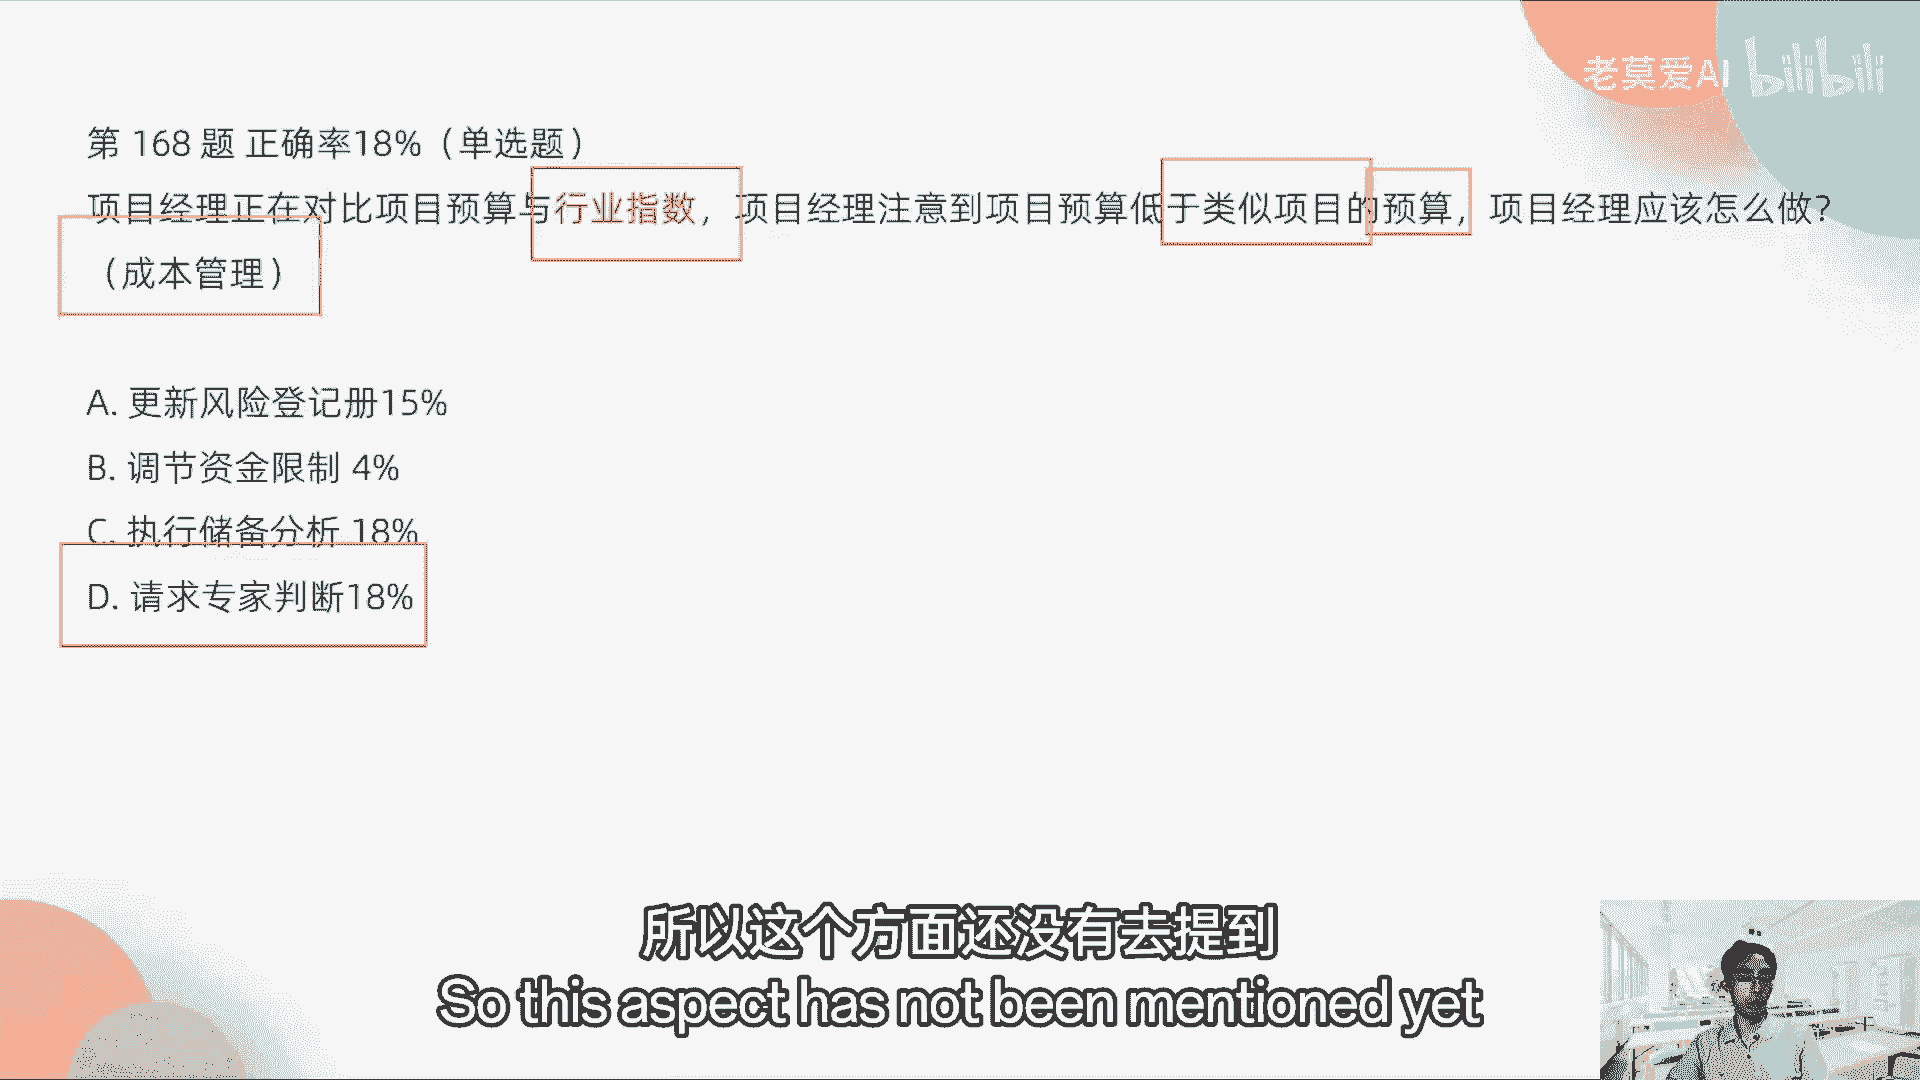 老莫爱AI bilibili
第 168 题 正确率18%（单选题）
项目经理正在对比项目预算与行业指数，项目经理注意到项目预算低于类似项目的预算，项目经理应该怎么做？
（成本管理）
A. 更新风险登记册15%
B. 调节资金限制 4%
C. 执行储备分析 18%
D. 请求专家判断18%
所以这个方面还没有去提到
So this aspect has not been mentioned yet